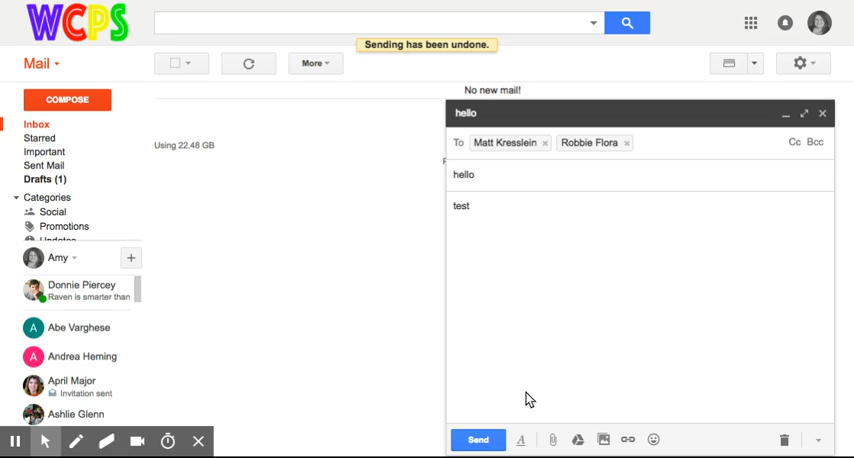 WCPS
Sending has been undone.
Mail
More
No new mail!
COMPOSE
hello
Inbox
Starred
Important
Sent Mail
Drafts (1)
Categories
Social
Promotions
Updates
Using 22.48 GB
To Matt Kresslein × Robbie Flora × Cc Bcc
hello
test
Amy
Donnie Piercey
Raven is smarter than
A Abe Varghese
A Andrea Heming
April Major
Invitation sent
Ashlie Glenn
Send A